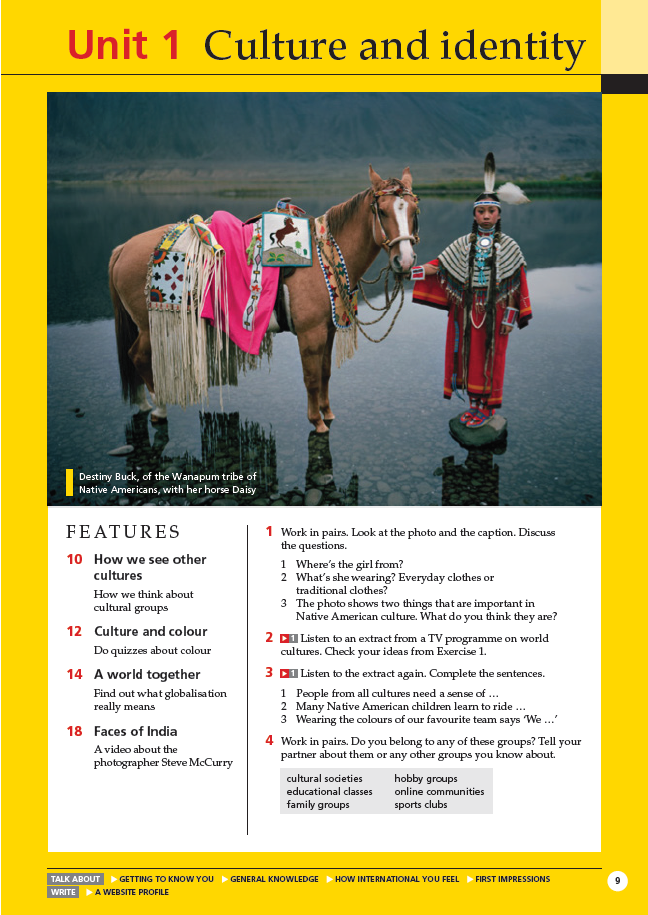 Unit 1 Culture and identity
Destiny Buck, of the Wanapum tribe of
Native Americans, with her horse Daisy
FEATURES
10 How we see other
cultures
How we think about
cultural groups
12 Culture and colour
Do quizzes about colour
14 A world together
Find out what globalisation
really means
18 Faces of India
A video about the
photographer Steve McCurry
1 Work in pairs. Look at the photo and the caption. Discuss
the questions.
1 Where's the girl from?
2 What's she wearing? Everyday clothes or
traditional clothes?
3 The photo shows two things that are important in
Native American culture. What do you think they are?
2 ▶1 Listen to an extract from a TV programme on world
cultures. Check your ideas from Exercise 1.
3 ▶1 Listen to the extract again. Complete the sentences.
1 People from all cultures need a sense of …
2 Many Native American children learn to ride …
3 Wearing the colours of our favourite team says 'We …'
4 Work in pairs. Do you belong to any of these groups? Tell your
partner about them or any other groups you know about.
cultural societies hobby groups
educational classes online communities
family groups sports clubs
TALK ABOUT ▶ GETTING TO KNOW YOU ▶ GENERAL KNOWLEDGE ▶ HOW INTERNATIONAL YOU FEEL ▶ FIRST IMPRESSIONS
WRITE ▶ A WEBSITE PROFILE
9